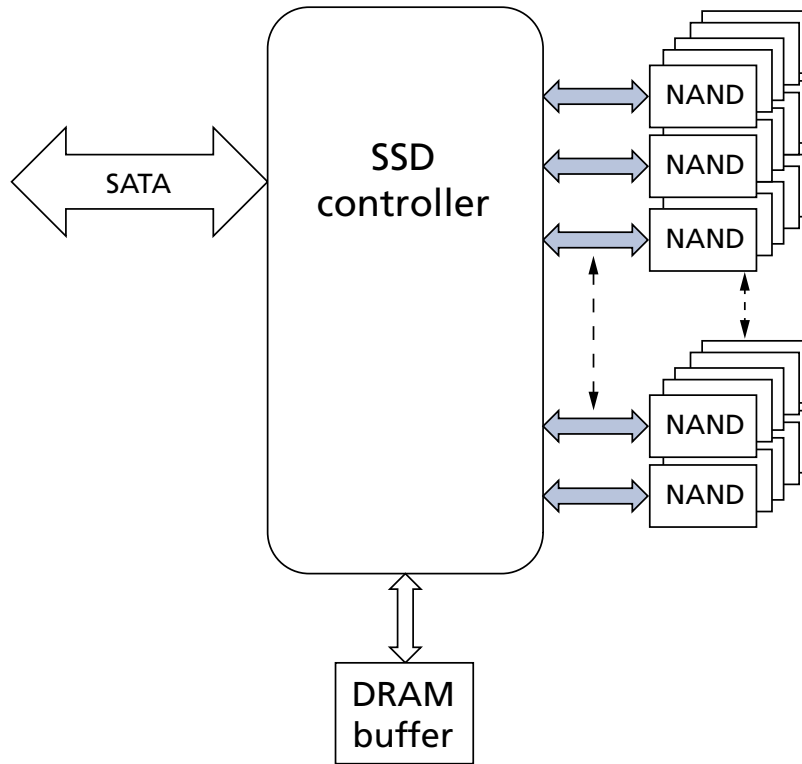 SATA
SSD
controller
NAND
NAND
NAND
NAND
NAND
DRAM
buffer